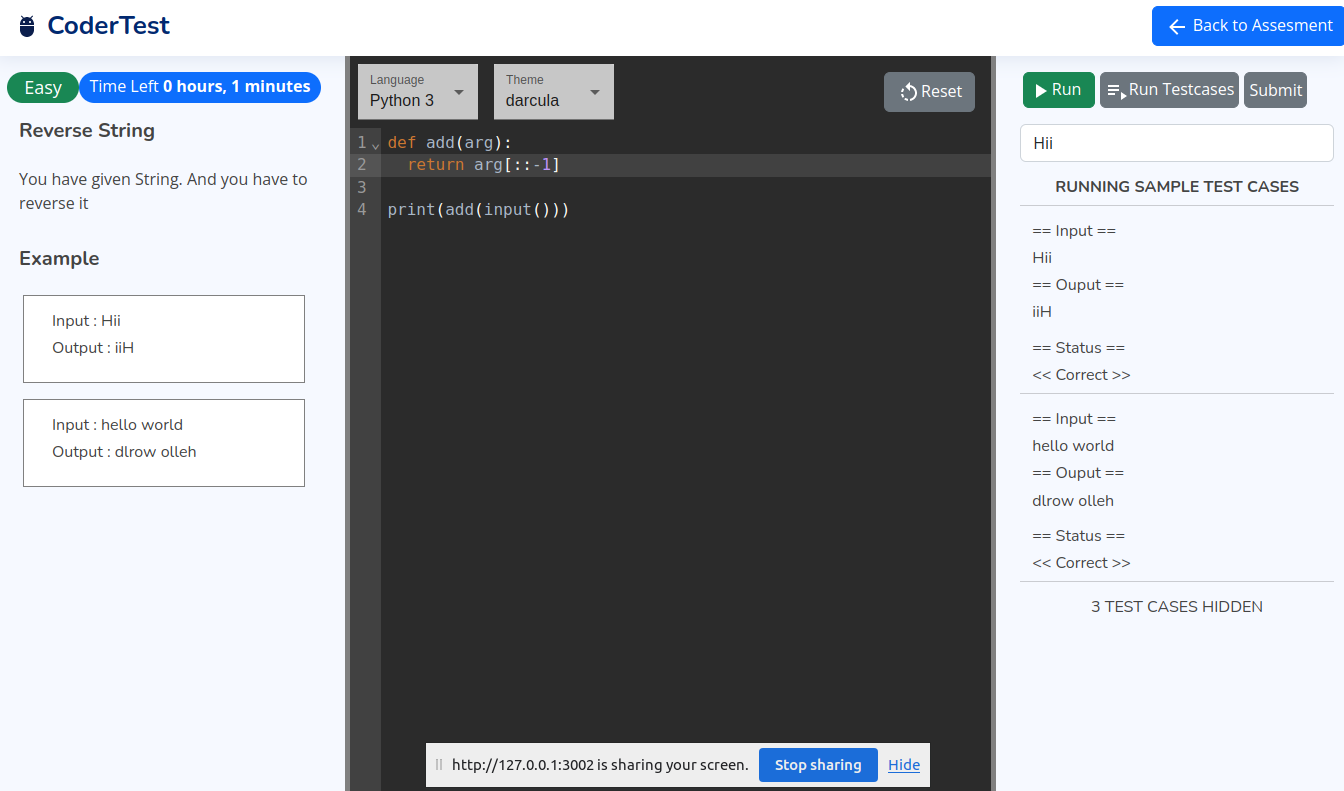 CoderTest
Back to Assesment
Easy
Time Left 0 hours, 1 minutes
Reverse String
You have given String. And you have to
reverse it
Example
Input : Hii
Output : iiH
Input : hello world
Output : dlrow olleh
Language
Python 3
Theme
darcula
Reset
1 def add(arg):
2   return arg[::-1]
3
4 print(add(input()))
http://127.0.0.1:3002 is sharing your screen.
Stop sharing
Hide
Run
Run Testcases
Submit
Hii
RUNNING SAMPLE TEST CASES
== Input ==
Hii
== Ouput ==
iiH
== Status ==
<< Correct >>
== Input ==
hello world
== Ouput ==
dlrow olleh
== Status ==
<< Correct >>
3 TEST CASES HIDDEN